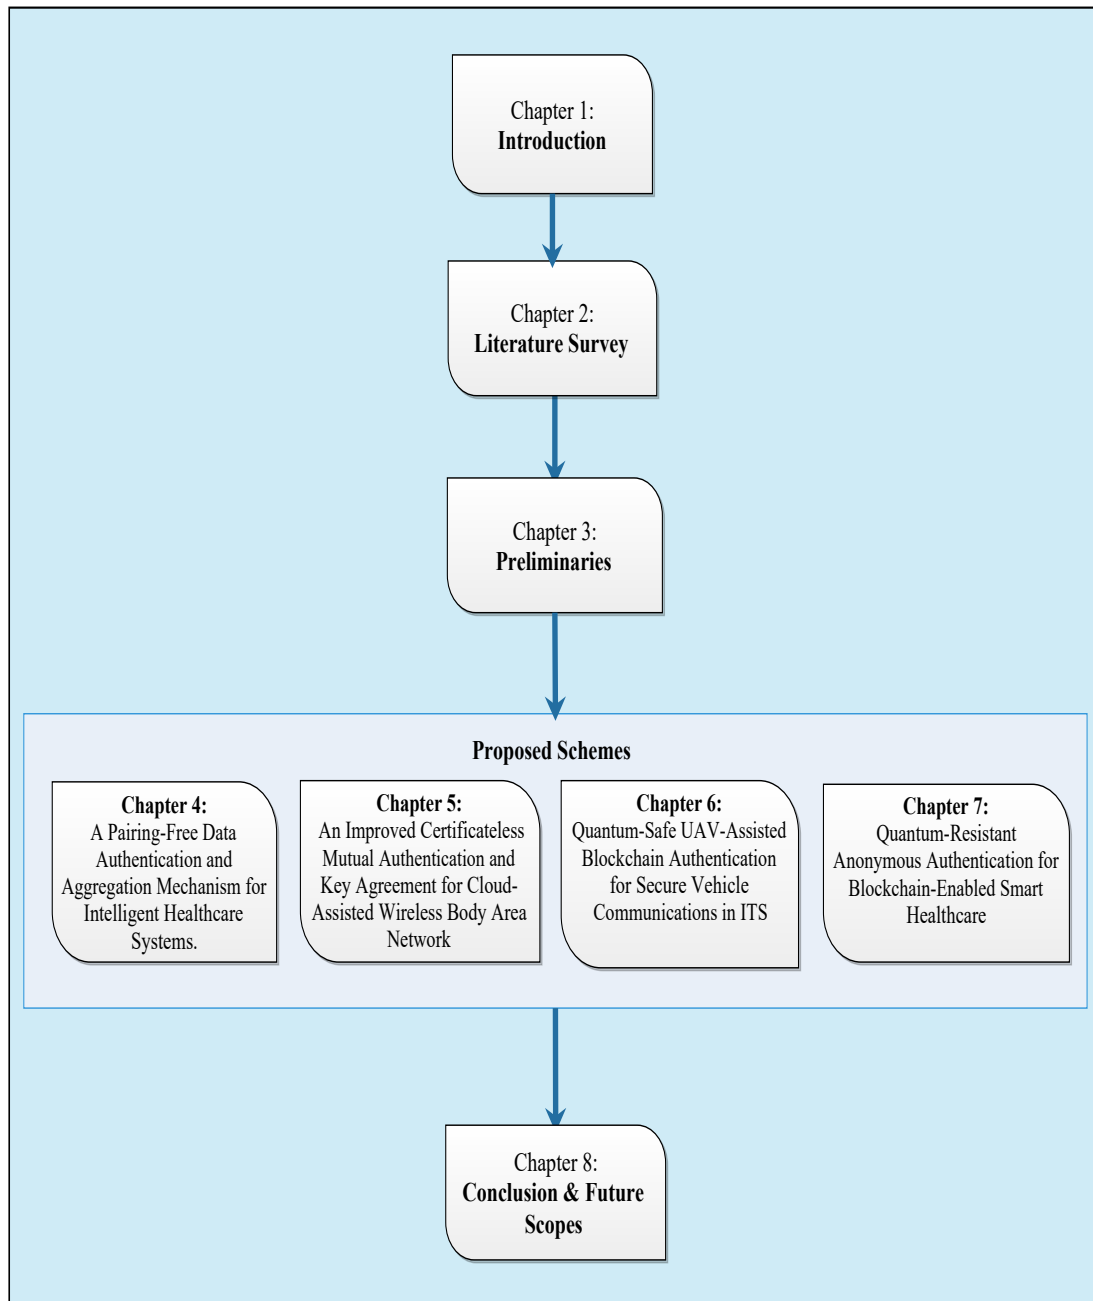 Chapter 1:
Introduction
Chapter 2:
Literature Survey
Chapter 3:
Preliminaries
Proposed Schemes
Chapter 4:
A Pairing-Free Data
Authentication and
Aggregation Mechanism for
Intelligent Healthcare
Systems.
Chapter 5:
An Improved Certificateless
Mutual Authentication and
Key Agreement for Cloud-
Assisted Wireless Body Area
Network
Chapter 6:
Quantum-Safe UAV-Assisted
Blockchain Authentication
for Secure Vehicle
Communications in ITS
Chapter 7:
Quantum-Resistant
Anonymous Authentication for
Blockchain-Enabled Smart
Healthcare
Chapter 8:
Conclusion & Future
Scopes